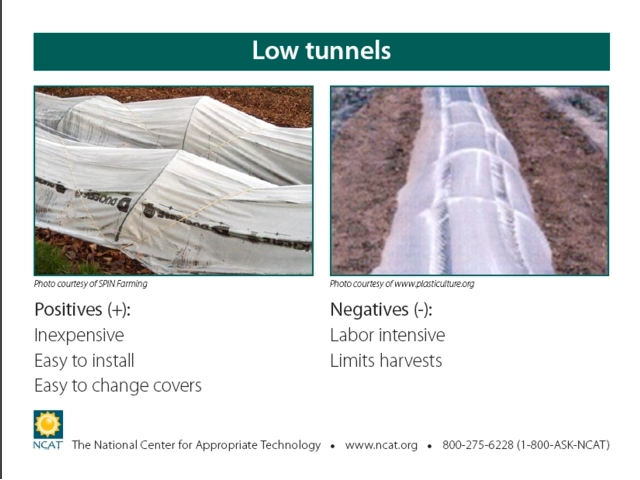 Low tunnels
Photo courtesy of SPIN Farming
Photo courtesy of www.plasticulture.org
Positives (+):
Inexpensive
Easy to install
Easy to change covers
Negatives (-):
Labor intensive
Limits harvests
NCAT
The National Center for Appropriate Technology • www.ncat.org • 800-275-6228 (1-800-ASK-NCAT)